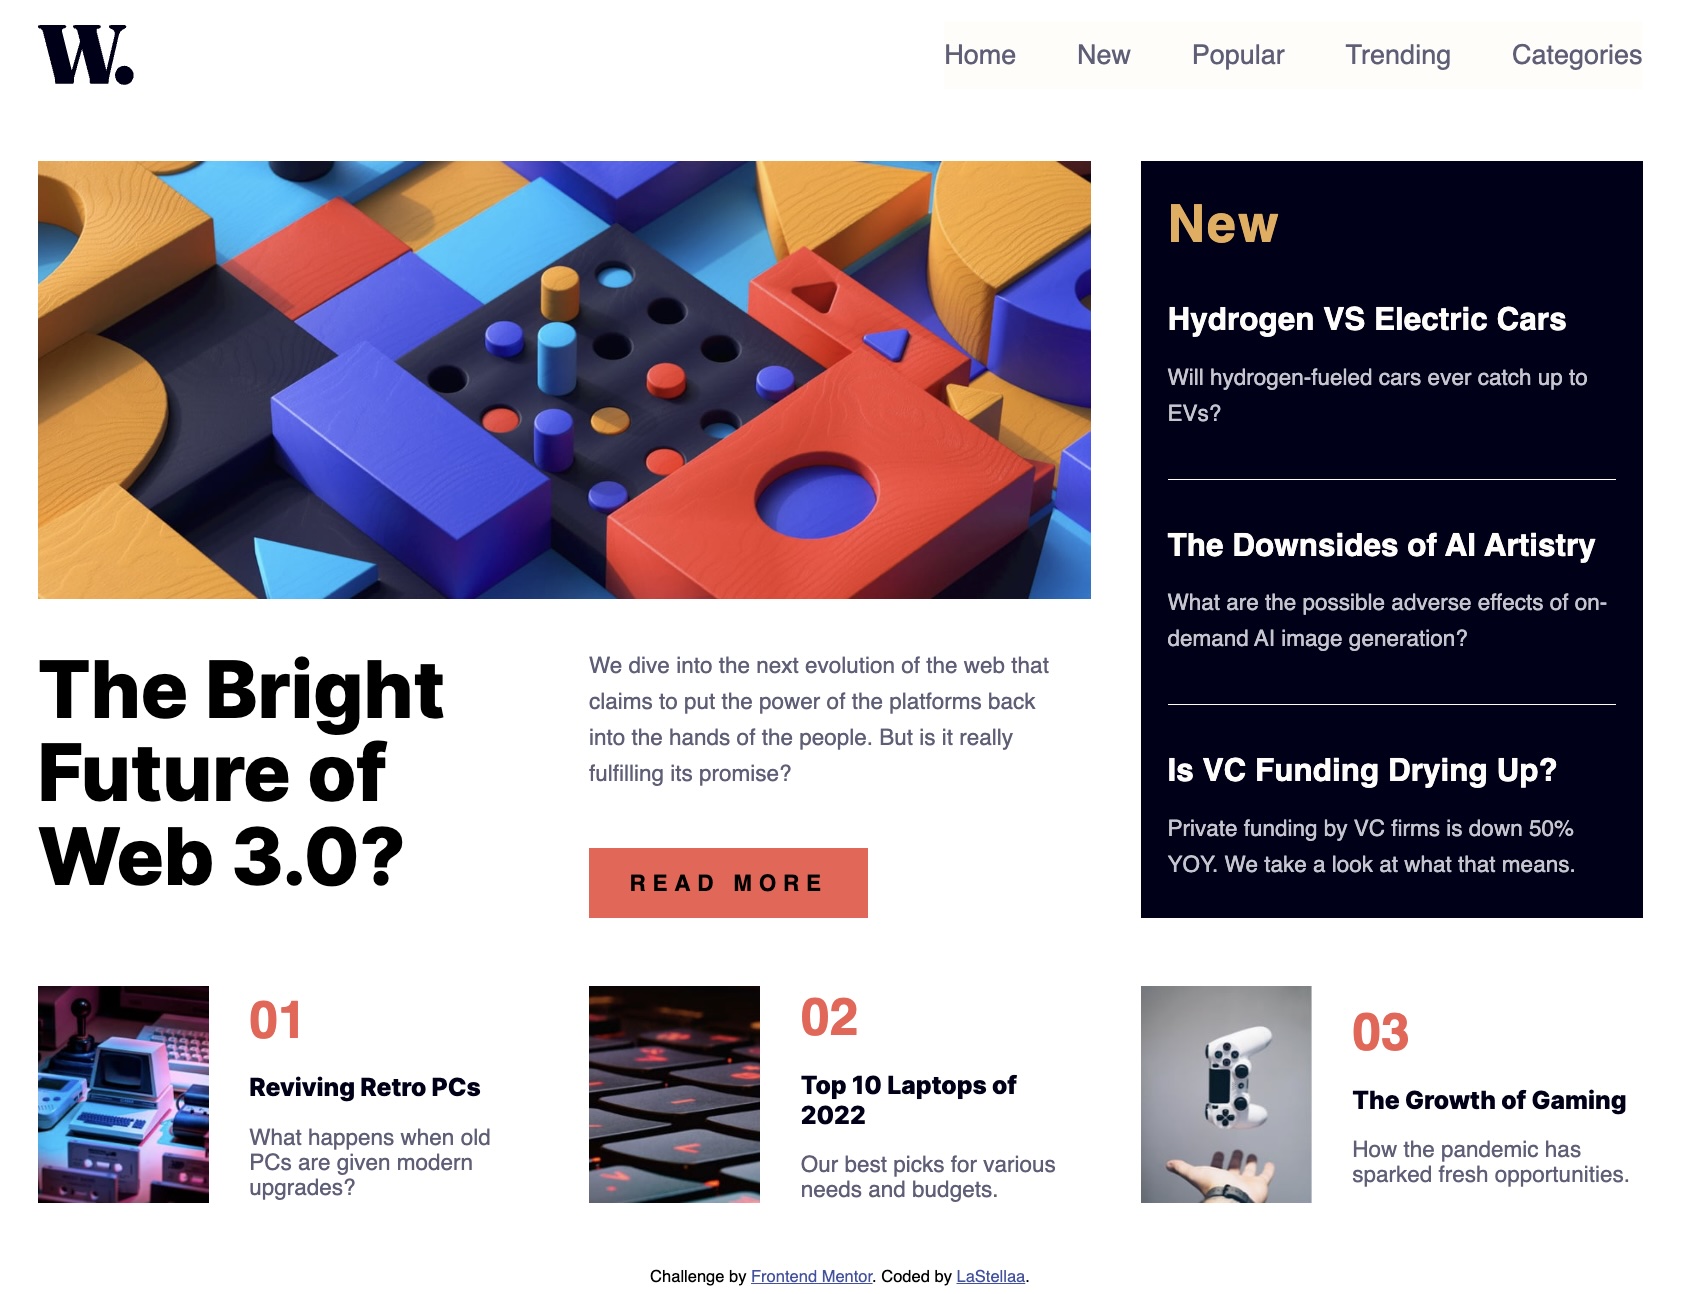 W.
Home New Popular Trending Categories
The Bright
Future of
Web 3.0?
We dive into the next evolution of the web that
claims to put the power of the platforms back
into the hands of the people. But is it really
fulfilling its promise?
READ MORE
New
Hydrogen VS Electric Cars
Will hydrogen-fueled cars ever catch up to
EVs?
The Downsides of AI Artistry
What are the possible adverse effects of on-
demand AI image generation?
Is VC Funding Drying Up?
Private funding by VC firms is down 50%
YOY. We take a look at what that means.
01
Reviving Retro PCs
What happens when old
PCs are given modern
upgrades?
02
Top 10 Laptops of
2022
Our best picks for various
needs and budgets.
03
The Growth of Gaming
How the pandemic has
sparked fresh opportunities.
Challenge by Frontend Mentor. Coded by LaStellaa.